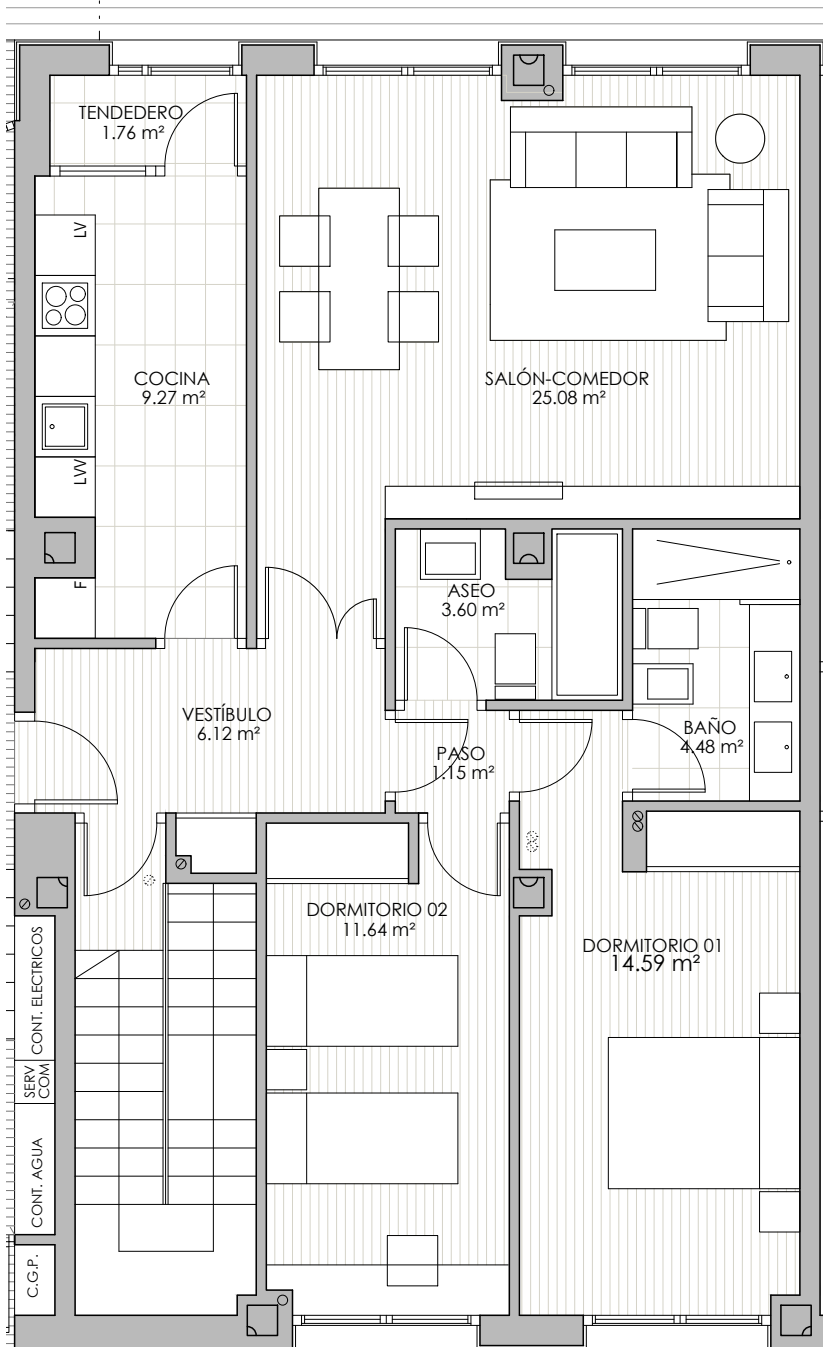 TENDEDERO
1.76 m²
LV
COCINA
9.27 m²
SALÓN-COMEDOR
25.08 m²
LVV
F
ASEO
3.60 m²
VESTÍBULO
6.12 m²
PASO
1.15 m²
BAÑO
4.48 m²
DORMITORIO 02
11.64 m²
DORMITORIO 01
14.59 m²
CONT. ELECTRICOS
SERV
COM
CONT. AGUA
C.G.P.